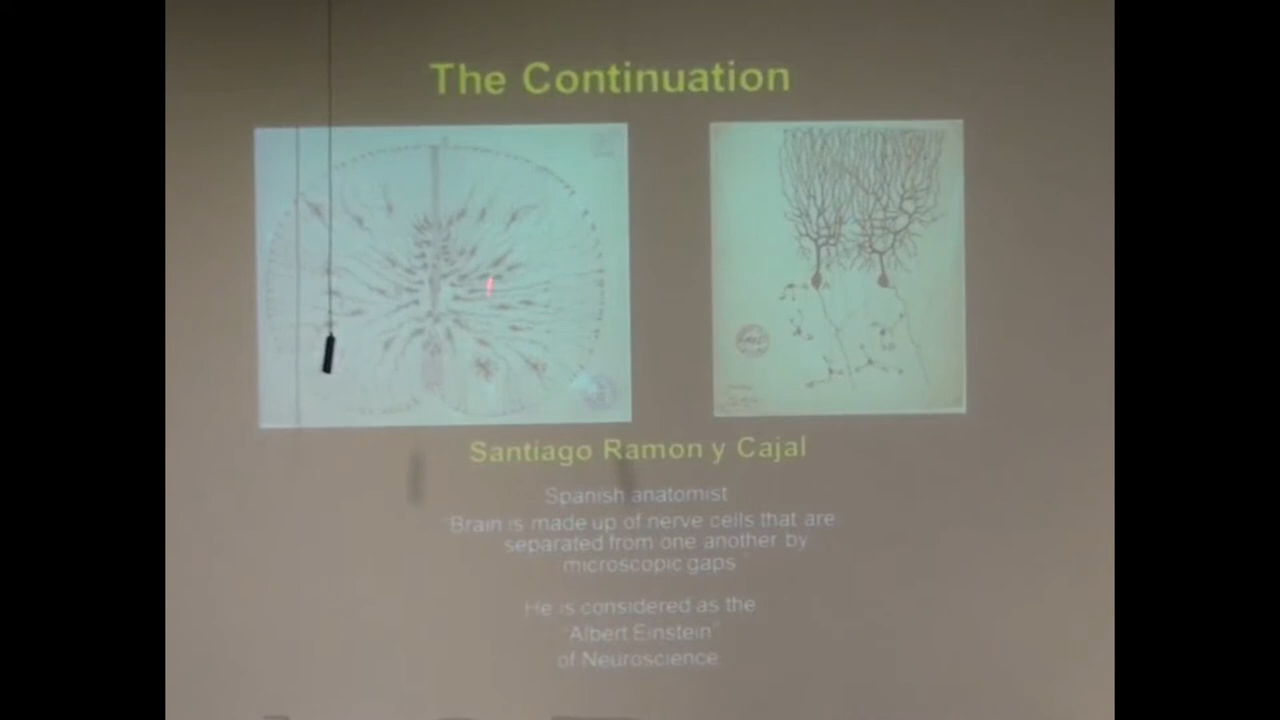 The Continuation
Santiago Ramon y Cajal
Spanish anatomist
"Brain is made up of nerve cells that are
separated from one another by
microscopic gaps
He is considered as the
"Albert Einstein"
of Neuroscience